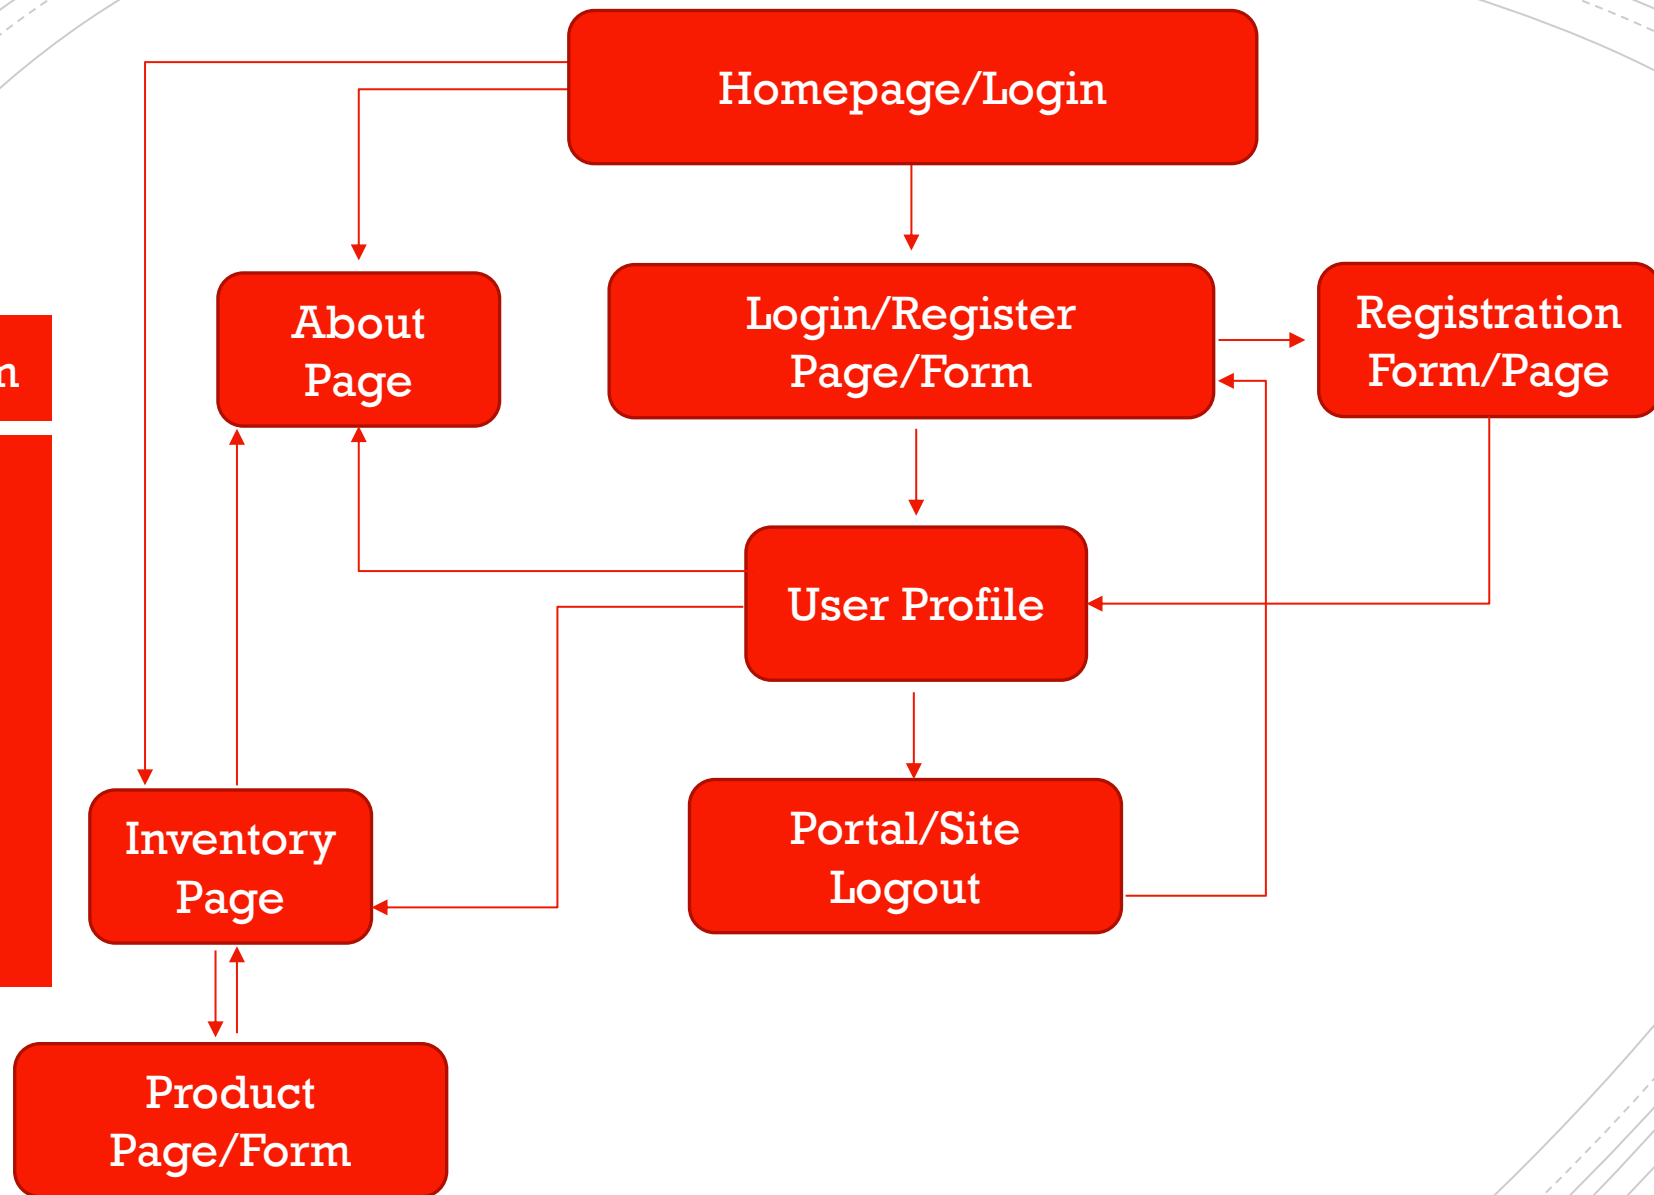 Homepage/Login
About
Page
Login/Register
Page/Form
Registration
Form/Page
User Profile
Inventory
Page
Portal/Site
Logout
Product
Page/Form